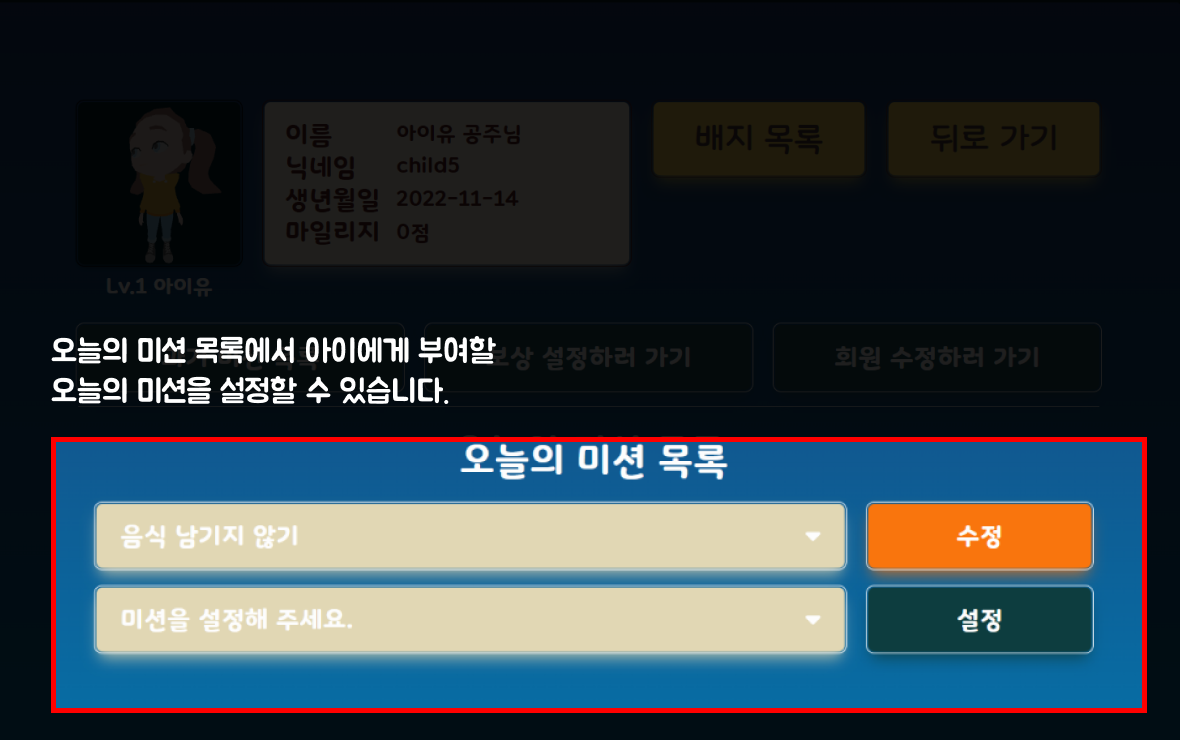 이름 아이유 공주님
닉네임 child5
생년월일 2022-11-14
마일리지 0점
배지 목록
뒤로 가기
Lv.1 아이유
오늘의 미션 목록에서 아이에게 부여할
오늘의 미션을 설정할 수 있습니다.
보상 설정하러 가기
회원 수정하러 가기
오늘의 미션 목록
음식 남기지 않기
수정
미션을 설정해 주세요.
설정